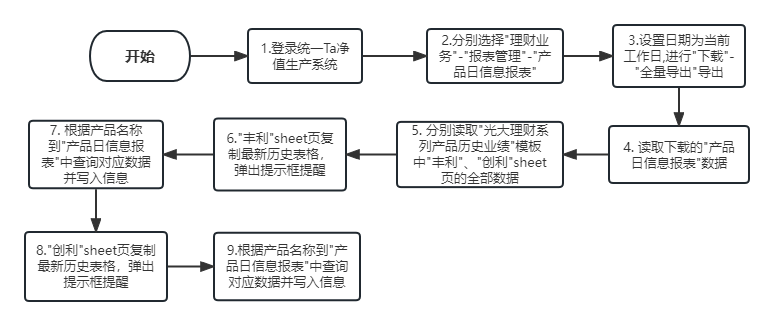 开始
1.登录统一Ta净
值生产系统
2.分别选择"理财业
务"-"报表管理"-"产
品日信息报表"
3.设置日期为当前
工作日,进行"下载"-
"全量导出"导出
4. 读取下载的"产品
日信息报表"数据
5. 分别读取"光大理财系
列产品历史业绩"模板
中"丰利"、"创利"sheet
页的全部数据
6."丰利"sheet页复
制最新历史表格，
弹出提示框提醒
7. 根据产品名称
到"产品日信息报
表"中查询对应数据
并写入信息
8."创利"sheet页复制
最新历史表格，弹出
提示框提醒
9.根据产品名称到"产
品日信息报表"中查询
对应数据并写入信息